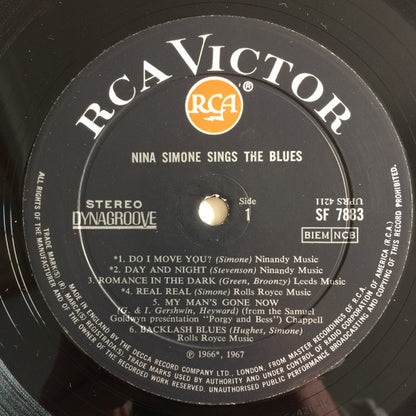 RCA VICTOR
RCA
®
NINA SIMONE SINGS THE BLUES
STEREO
DYNAGROOVE
Side
1
UPRS 4211
SF 7883
BIEM NCB
*1. DO I MOVE YOU? (Simone) Ninandy Music
*2. DAY AND NIGHT (Stevenson) Ninandy Music
3. ROMANCE IN THE DARK (Green, Broonzy) Leeds Music
*4. REAL REAL (Simone) Rolls Royce Music
5. MY MAN'S GONE NOW
(G. & I. Gershwin, Heyward) (from the Samuel
Goldwyn presentation "Porgy and Bess") Chappell
6. BACKLASH BLUES (Hughes, Simone)
Rolls Royce Music
℗ 1966*, 1967
ALL RIGHTS OF THE MANUFACTURER AND OF THE OWNER OF THE RECORDED WORK RESERVED. UNAUTHORISED PUBLIC PERFORMANCE BROADCASTING AND
TRADE MARK(S) REGISTERED. TRADE MARKS USED BY AUTHORITY AND UNDER CONTROL OF RADIO CORPORATION OF AMERICA (R.C.A.)
MADE IN ENGLAND BY THE DECCA RECORD COMPANY LTD., LONDON, FROM MASTER RECORDINGS OF R.C.A.